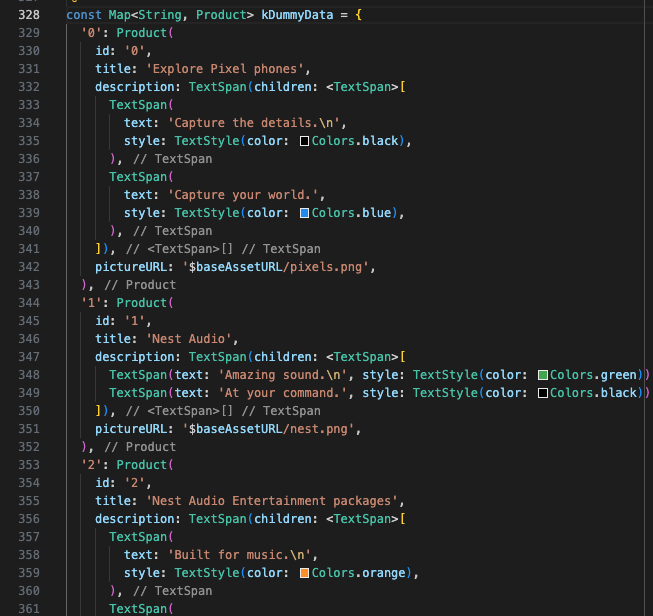 328 const Map<String, Product> kDummyData = {
329   '0': Product(
330     id: '0',
331     title: 'Explore Pixel phones',
332     description: TextSpan(children: <TextSpan>[
333       TextSpan(
334         text: 'Capture the details.\n',
335         style: TextStyle(color: Colors.black),
336       ), // TextSpan
337       TextSpan(
338         text: 'Capture your world.',
339         style: TextStyle(color: Colors.blue),
340       ), // TextSpan
341     ]), // <TextSpan>[] // TextSpan
342     pictureURL: '$baseAssetURL/pixels.png',
343   ), // Product
344   '1': Product(
345     id: '1',
346     title: 'Nest Audio',
347     description: TextSpan(children: <TextSpan>[
348       TextSpan(text: 'Amazing sound.\n', style: TextStyle(color: Colors.green))
349       TextSpan(text: 'At your command.', style: TextStyle(color: Colors.black))
350     ]), // <TextSpan>[] // TextSpan
351     pictureURL: '$baseAssetURL/nest.png',
352   ), // Product
353   '2': Product(
354     id: '2',
355     title: 'Nest Audio Entertainment packages',
356     description: TextSpan(children: <TextSpan>[
357       TextSpan(
358         text: 'Built for music.\n',
359         style: TextStyle(color: Colors.orange),
360       ), // TextSpan
361       TextSpan(